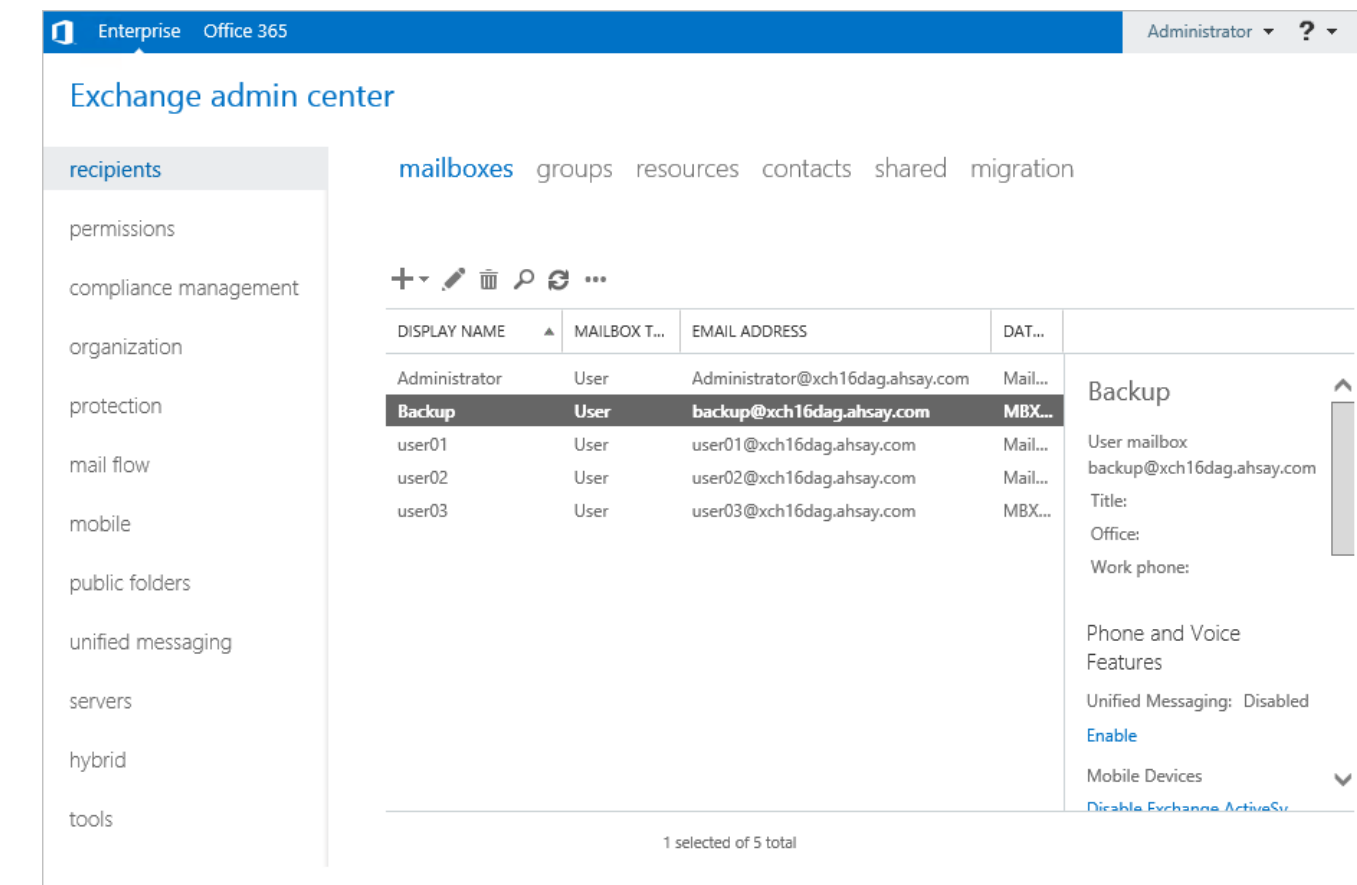 Enterprise Office 365 Administrator ?
Exchange admin center
recipients
permissions
compliance management
organization
protection
mail flow
mobile
public folders
unified messaging
servers
hybrid
tools
mailboxes groups resources contacts shared migration
DISPLAY NAME MAILBOX T... EMAIL ADDRESS DAT...
Administrator User Administrator@xch16dag.ahsay.com Mail...
Backup User backup@xch16dag.ahsay.com MBX...
user01 User user01@xch16dag.ahsay.com Mail...
user02 User user02@xch16dag.ahsay.com Mail...
user03 User user03@xch16dag.ahsay.com MBX...
Backup
User mailbox
backup@xch16dag.ahsay.com
Title:
Office:
Work phone:
Phone and Voice
Features
Unified Messaging: Disabled
Enable
Mobile Devices
Disable Exchange ActiveSy
1 selected of 5 total